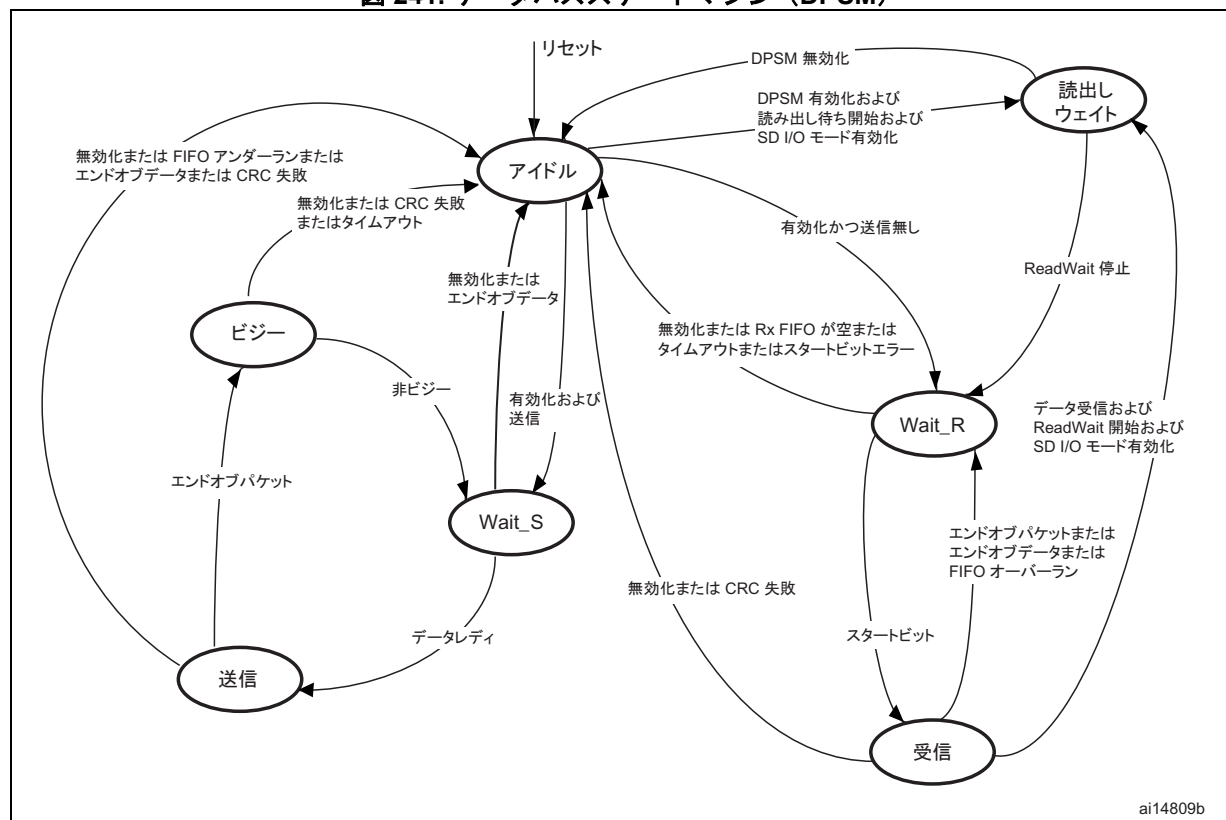 図 241. データパスステートマシン（DPSM）
リセット
DPSM 無効化
読出し
ウェイト
DPSM 有効化および
読み出し待ち開始および
SD I/O モード有効化
無効化または FIFO アンダーランまたは
エンドオブデータまたは CRC 失敗
アイドル
無効化または CRC 失敗
またはタイムアウト
有効化かつ送信無し
ReadWait 停止
無効化または
エンドオブデータ
ビジー
無効化または Rx FIFO が空または
タイムアウトまたはスタートビットエラー
非ビジー
有効化および
送信
Wait_R
データ受信および
ReadWait 開始および
SD I/O モード有効化
エンドオブパケット
Wait_S
エンドオブパケットまたは
エンドオブデータまたは
FIFO オーバーラン
無効化または CRC 失敗
データレディ
スタートビット
送信
受信
ai14809b